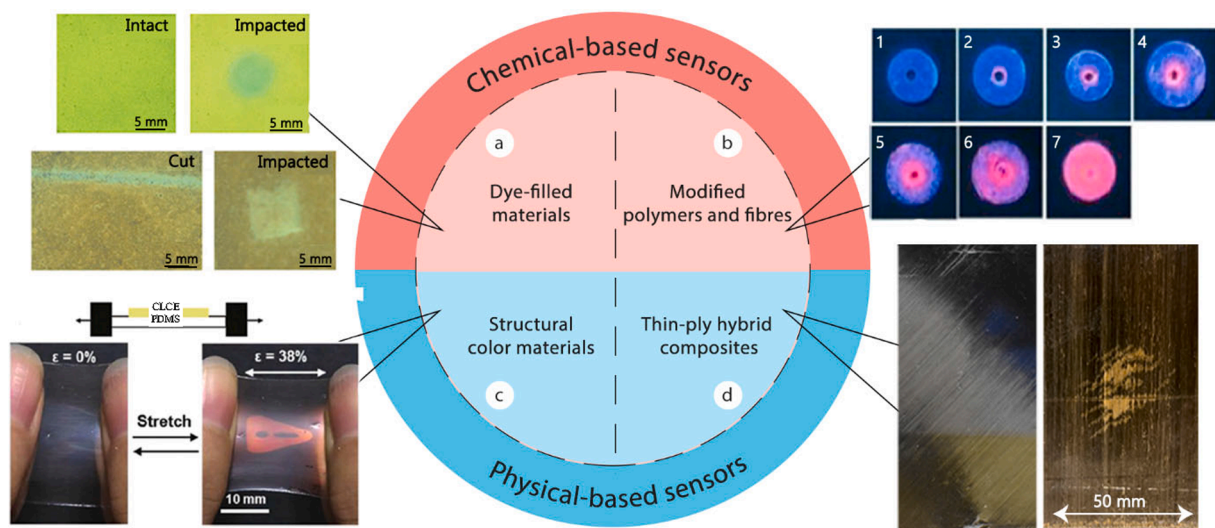 Intact
5 mm
Impacted
5 mm
Cut
5 mm
Impacted
5 mm
Chemical-based sensors
a
Dye-filled
materials
b
Modified
polymers and fibres
1
2
3
4
5
6
7
CLCE
PDMS
ε = 0%
Stretch
ε = 38%
10 mm
Structural
color materials
c
Thin-ply hybrid
composites
d
Physical-based sensors
50 mm